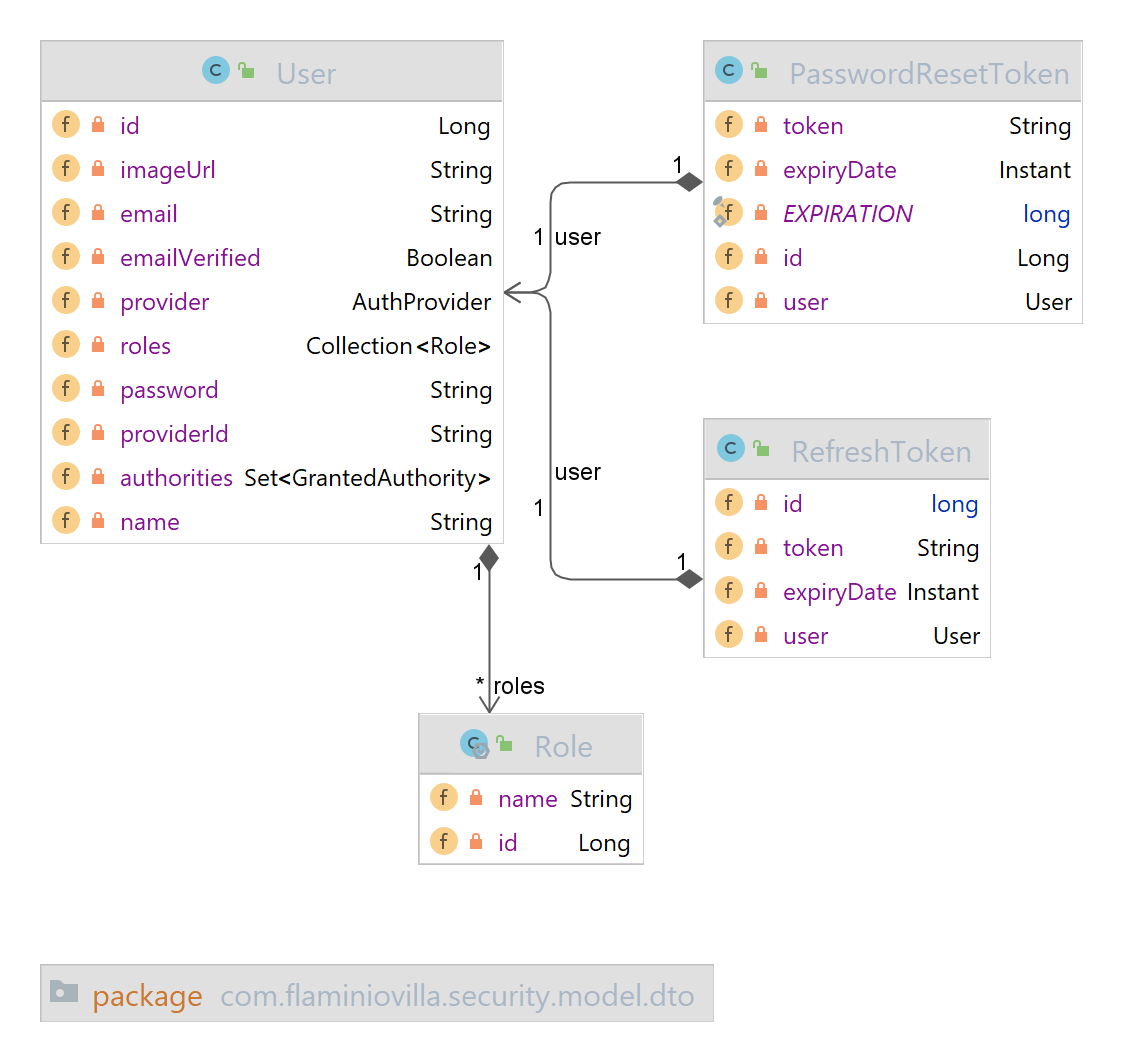 User
id Long
imageUrl String
email String
emailVerified Boolean
provider AuthProvider
roles Collection<Role>
password String
providerId String
authorities Set<GrantedAuthority>
name String
PasswordResetToken
token String
expiryDate Instant
EXPIRATION long
id Long
user User
1
1 user
user
1
1
RefreshToken
id long
token String
expiryDate Instant
user User
1
* roles
Role
name String
id Long
package com.flaminiovilla.security.model.dto